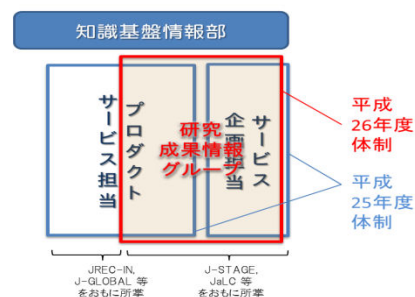 知識基盤情報部
プロダクト
サービス担当
サービス
企画担当
研究
成果情報
グループ
平成
26年度
体制
平成
25年度
体制
JREC-IN,
J-GLOBAL 等
をおもに所掌
J-STAGE,
JaLC 等
をおもに所掌